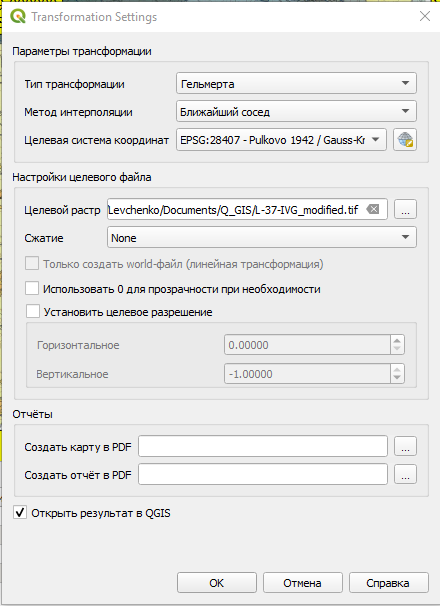 Transformation Settings
Параметры трансформации
Тип трансформации Гельмерта
Метод интерполяции Ближайший сосед
Целевая система координат EPSG:28407 - Pulkovo 1942 / Gauss-Kr
Настройки целевого файла
Целевой растр Levchenko/Documents/Q_GIS/L-37-IVG_modified.tif ...
Сжатие None
Только создать world-файл (линейная трансформация)
Использовать 0 для прозрачности при необходимости
Установить целевое разрешение
Горизонтальное 0.00000
Вертикальное -1.00000
Отчёты
Создать карту в PDF ...
Создать отчёт в PDF ...
Открыть результат в QGIS
OK Отмена Справка